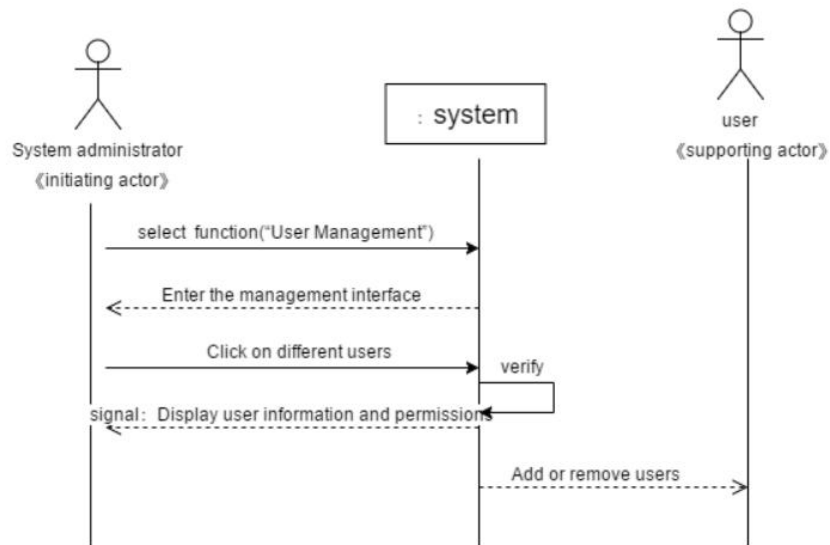 : system
user
《supporting actor》
System administrator
《initiating actor》
select function("User Management")
Enter the management interface
Click on different users
verify
signal: Display user information and permissions
Add or remove users